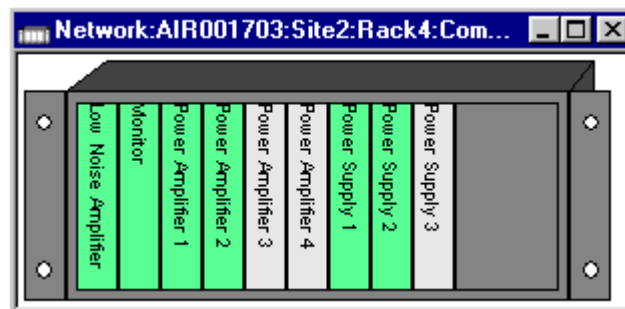 Network:AIR001703:Site2:Rack4:Com...
Low Noise Amplifier
Monitor
Power Amplifier 1
Power Amplifier 2
Power Amplifier 3
Power Amplifier 4
Power Supply 1
Power Supply 2
Power Supply 3